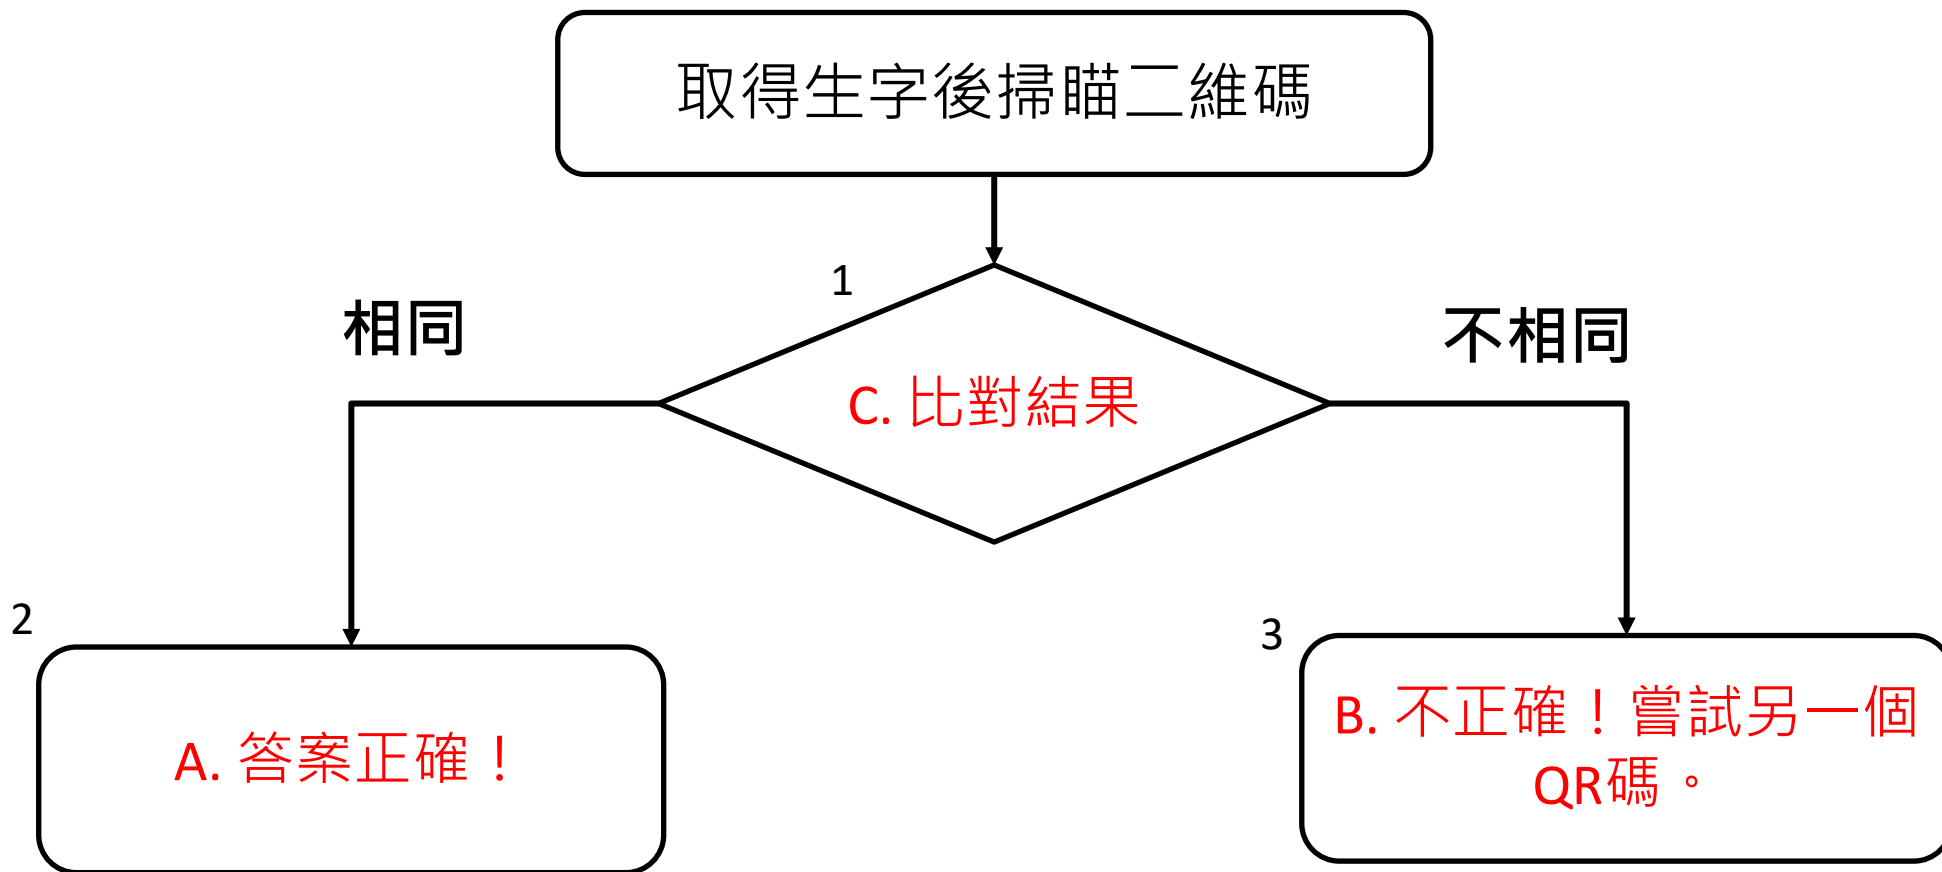 取得生字後掃瞄二維碼
1
相同
不相同
C. 比對結果
2
3
A. 答案正確！
B. 不正確！嘗試另一個
QR碼。